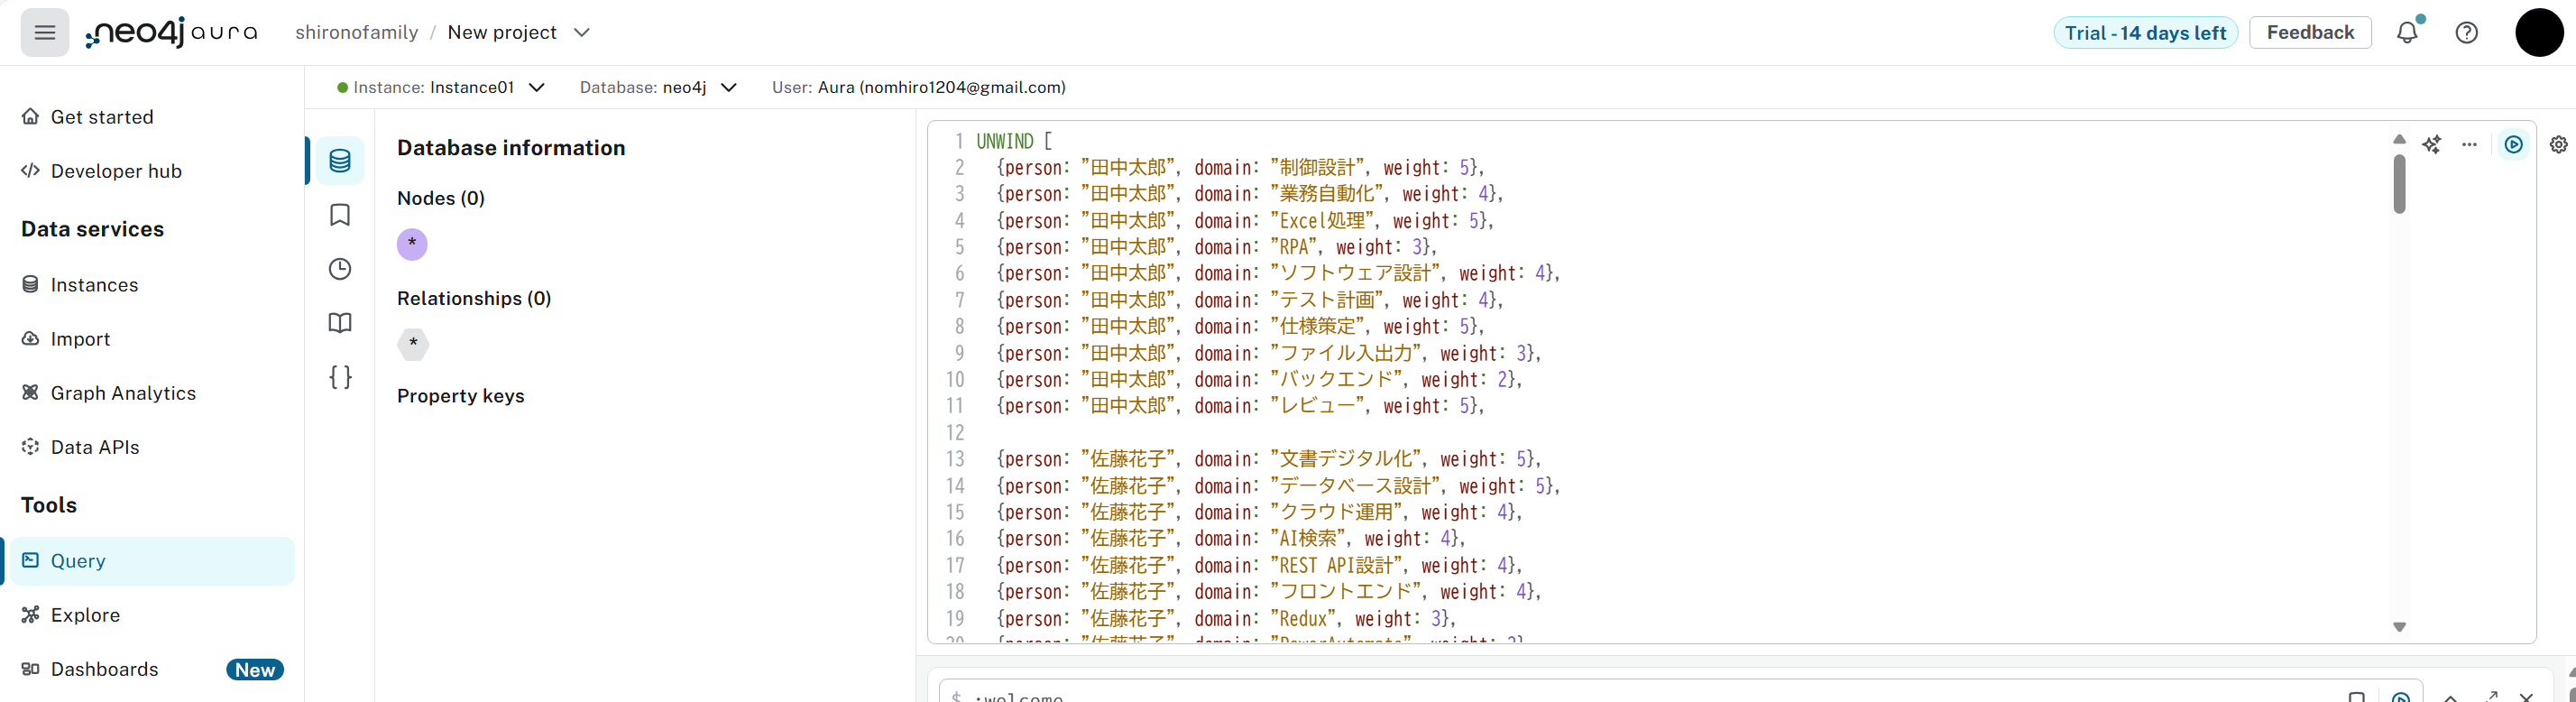 neo4j aura
shironofamily / New project
Trial - 14 days left
Feedback
Instance: Instance01
Database: neo4j
User: Aura (nomhiro1204@gmail.com)
Get started
Developer hub
Data services
Instances
Import
Graph Analytics
Data APIs
Tools
Query
Explore
Dashboards
New
Database information
Nodes (0)
*
Relationships (0)
*
Property keys
1 UNWIND [
2 {person: "田中太郎", domain: "制御設計", weight: 5},
3 {person: "田中太郎", domain: "業務自動化", weight: 4},
4 {person: "田中太郎", domain: "Excel処理", weight: 5},
5 {person: "田中太郎", domain: "RPA", weight: 3},
6 {person: "田中太郎", domain: "ソフトウェア設計", weight: 4},
7 {person: "田中太郎", domain: "テスト計画", weight: 4},
8 {person: "田中太郎", domain: "仕様策定", weight: 5},
9 {person: "田中太郎", domain: "ファイル入出力", weight: 3},
10 {person: "田中太郎", domain: "バックエンド", weight: 2},
11 {person: "田中太郎", domain: "レビュー", weight: 5},
12
13 {person: "佐藤花子", domain: "文書デジタル化", weight: 5},
14 {person: "佐藤花子", domain: "データベース設計", weight: 5},
15 {person: "佐藤花子", domain: "クラウド運用", weight: 4},
16 {person: "佐藤花子", domain: "AI検索", weight: 4},
17 {person: "佐藤花子", domain: "REST API設計", weight: 4},
18 {person: "佐藤花子", domain: "フロントエンド", weight: 4},
19 {person: "佐藤花子", domain: "Redux", weight: 3},
20 {person: "佐藤花子", domain: "PowerAutomate", weight:
$ :welcome